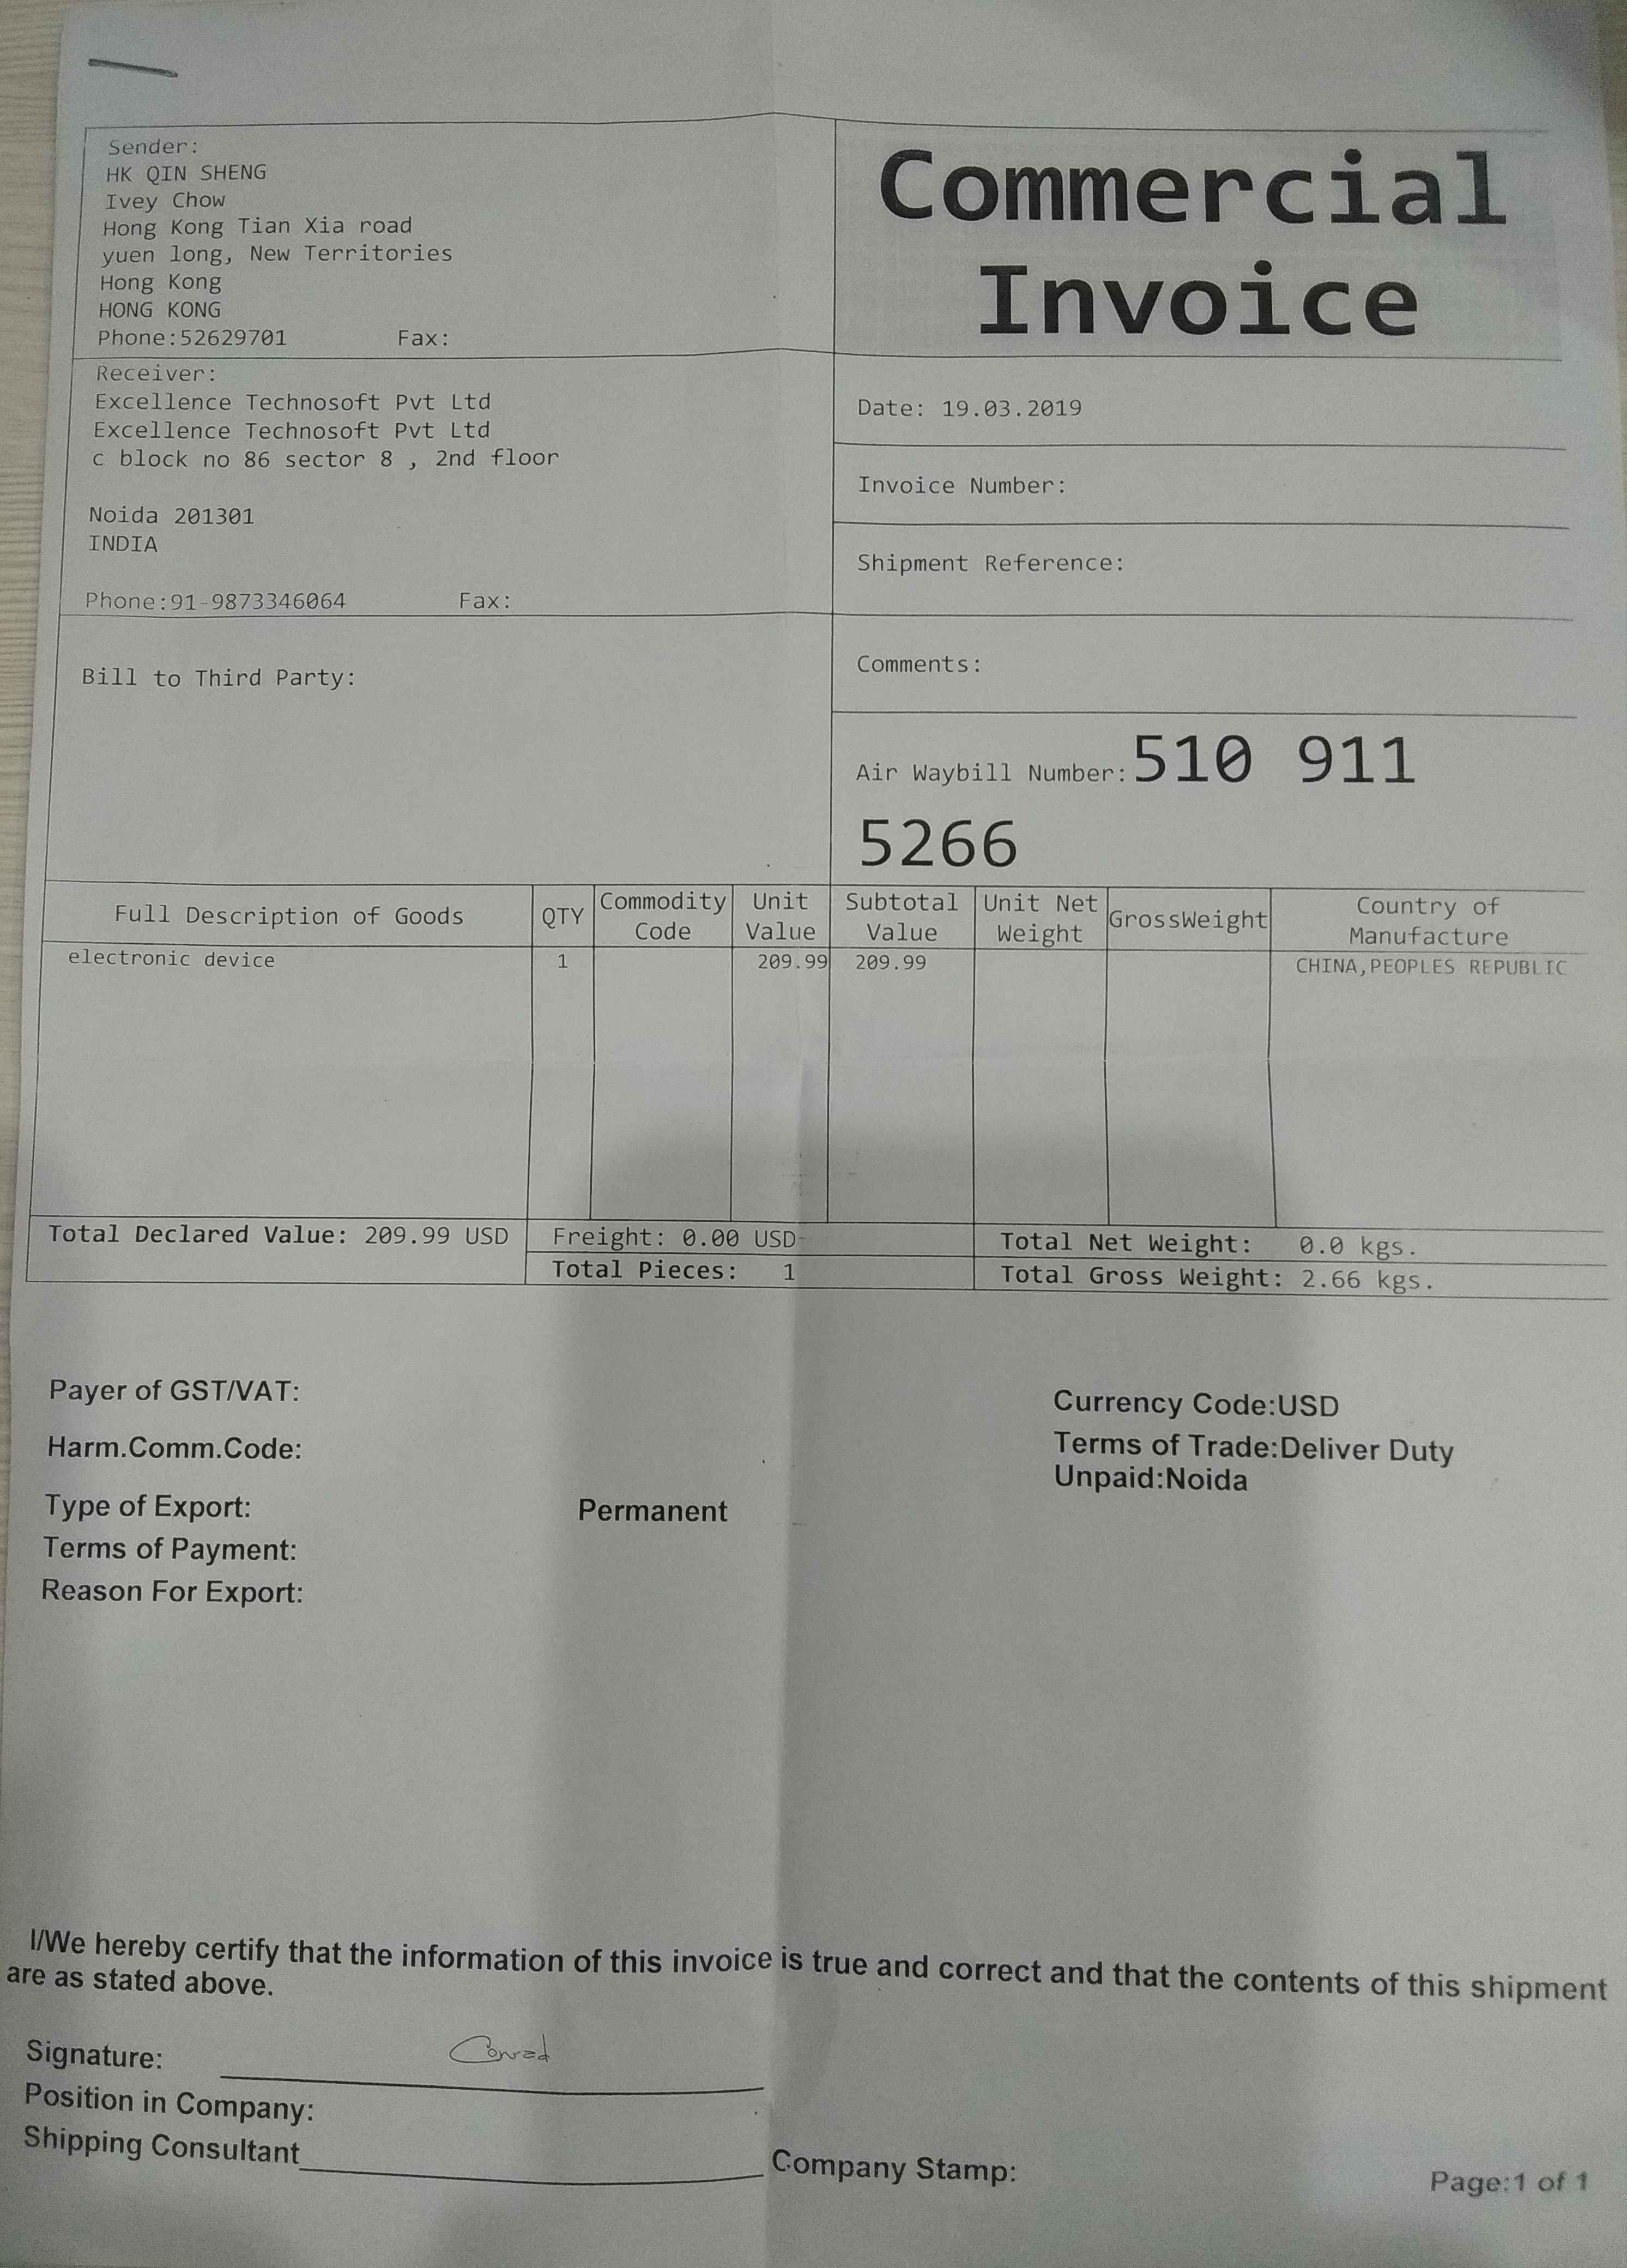 Sender:
HK QIN SHENG
Ivey Chow
Hong Kong Tian Xia road
yuen long, New Territories
Hong Kong
HONG KONG
Phone:52629701 Fax:
Commercial
Invoice
Receiver:
Excellence Technosoft Pvt Ltd
Excellence Technosoft Pvt Ltd
c block no 86 sector 8 , 2nd floor
Noida 201301
INDIA
Phone:91-9873346064 Fax:
Date: 19.03.2019
Invoice Number:
Shipment Reference:
Bill to Third Party:
Comments:
Air Waybill Number:510 911
5266
Full Description of Goods QTY Commodity Code Unit Value Subtotal Value Unit Net Weight GrossWeight Country of Manufacture
electronic device 1 209.99 209.99 CHINA,PEOPLES REPUBLIC
Total Declared Value: 209.99 USD Freight: 0.00 USD Total Net Weight: 0.0 kgs.
Total Pieces: 1 Total Gross Weight: 2.66 kgs.
Payer of GST/VAT:
Harm.Comm.Code:
Type of Export: Permanent
Terms of Payment:
Reason For Export:
Currency Code:USD
Terms of Trade:Deliver Duty
Unpaid:Noida
I/We hereby certify that the information of this invoice is true and correct and that the contents of this shipment
are as stated above.
Signature: Conrad
Position in Company:
Shipping Consultant
Company Stamp:
Page:1 of 1